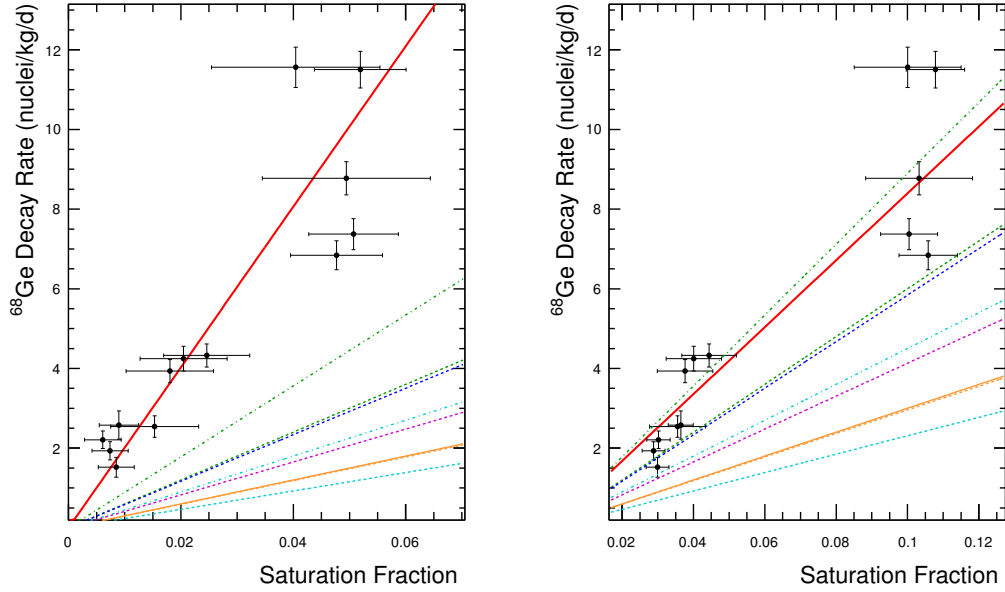 ⁶⁸Ge Decay Rate (nuclei/kg/d)
12
10
8
6
4
2
0 0.02 0.04 0.06
Saturation Fraction
⁶⁸Ge Decay Rate (nuclei/kg/d)
12
10
8
6
4
2
0.02 0.04 0.06 0.08 0.1 0.12
Saturation Fraction